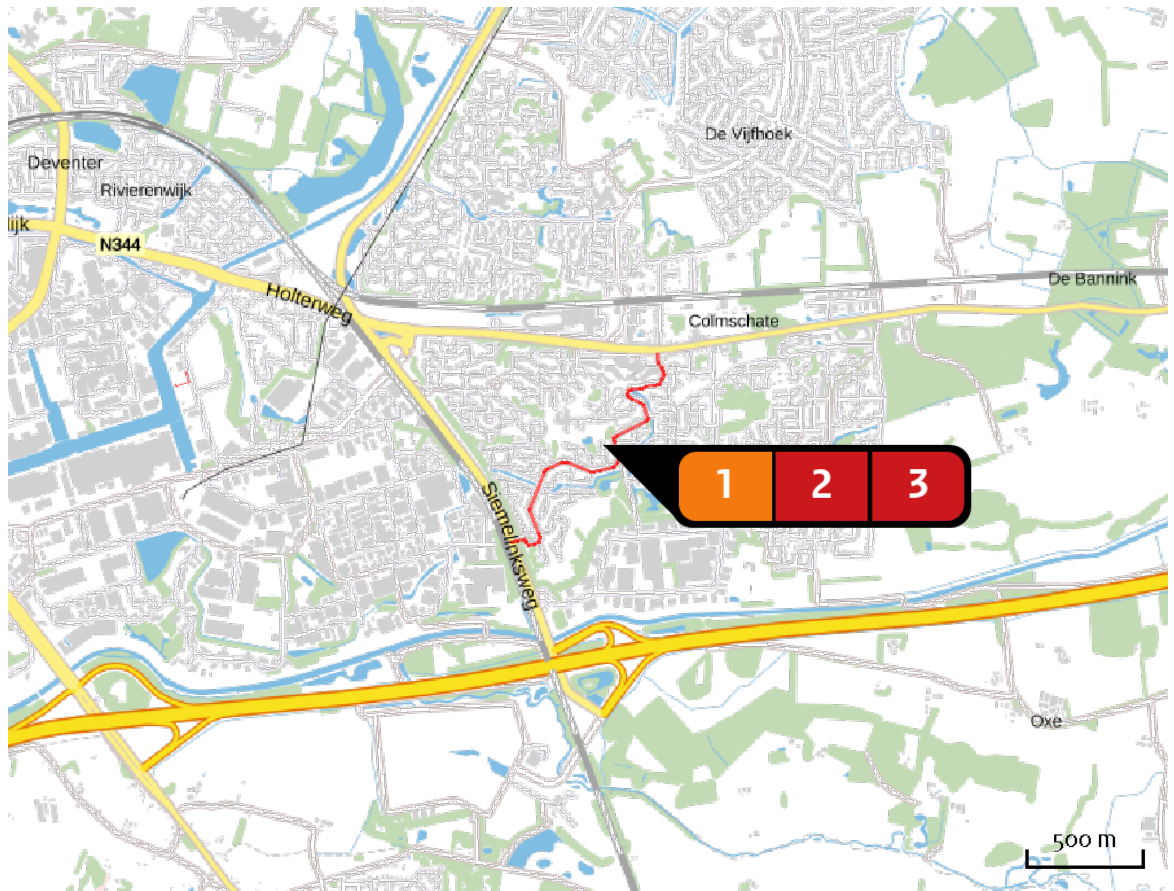 De Vijfhoek
Deventer
Rivierenwijk
ijk
N344
De Bannink
Holterweg
Colmschate
1 2 3
Siemelinksweg
Oxe
500 m